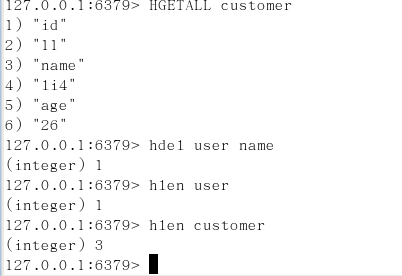 127.0.0.1:6379> HGETALL customer
1) "id"
2) "11"
3) "name"
4) "li4"
5) "age"
6) "26"
127.0.0.1:6379> hdel user name
(integer) 1
127.0.0.1:6379> hlen user
(integer) 1
127.0.0.1:6379> hlen customer
(integer) 3
127.0.0.1:6379>